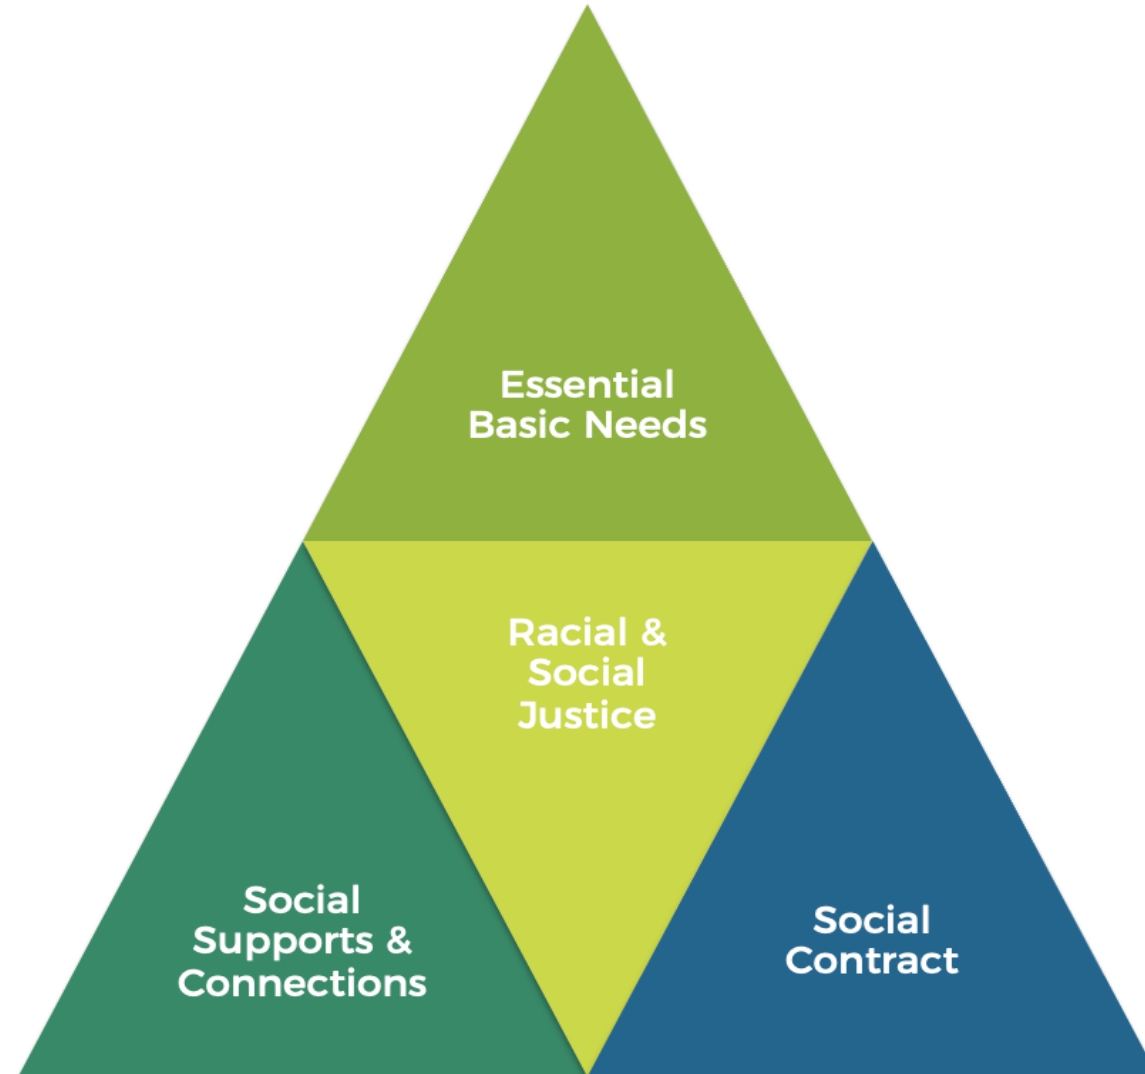 Essential
Basic Needs
Racial &
Social
Justice
Social
Supports &
Connections
Social
Contract